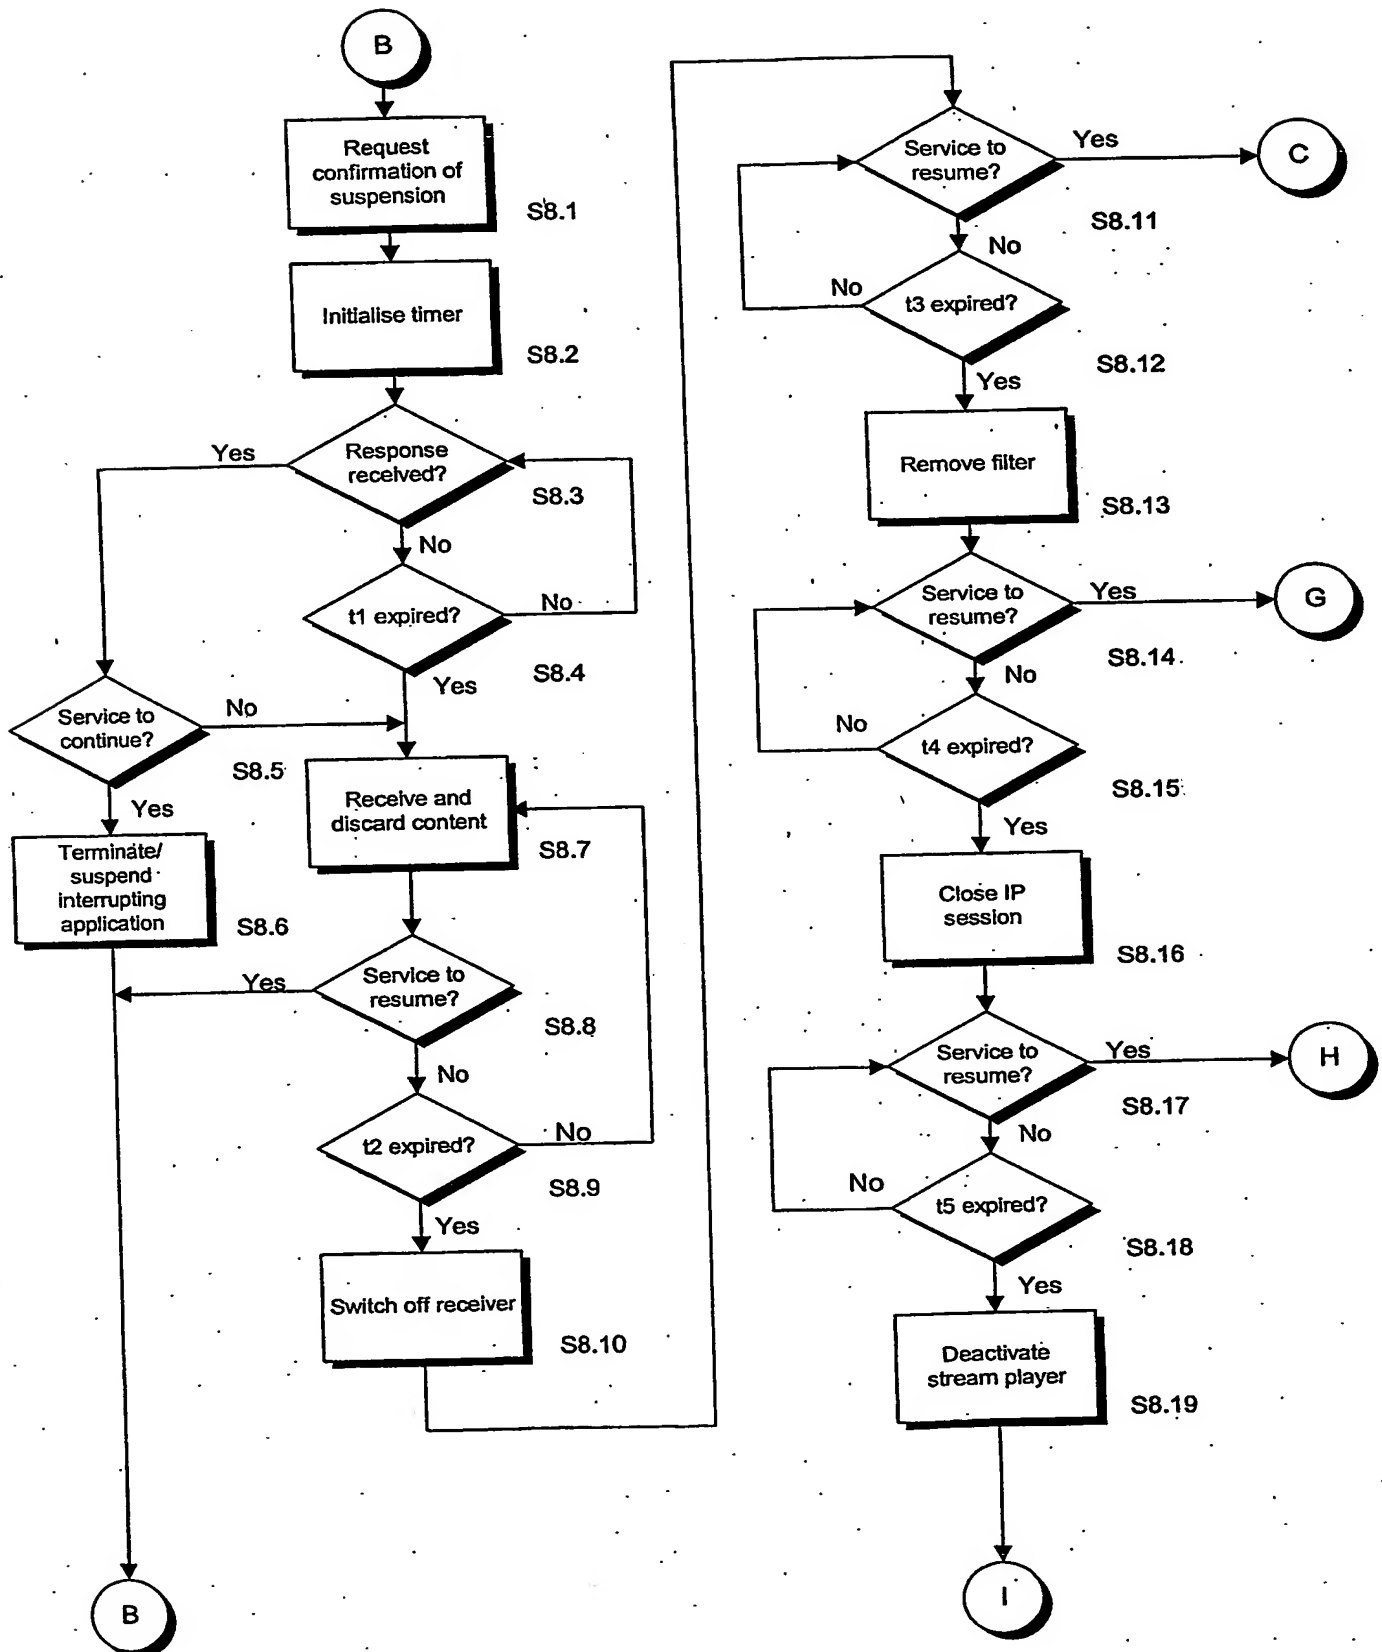 B
Request
confirmation of
suspension
S8.1
Initialise timer
S8.2
Response
received?
Yes
S8.3
No
t1 expired?
No
S8.4
Yes
Service to
continue?
No
S8.5
Yes
Terminate/
suspend
interrupting
application
S8.6
Receive and
discard content
S8.7
Service to
resume?
Yes
S8.8
No
t2 expired?
No
S8.9
Yes
Switch off receiver
S8.10
B
Service to
resume?
Yes
C
S8.11
No
t3 expired?
No
S8.12
Yes
Remove filter
S8.13
Service to
resume?
Yes
G
S8.14
No
t4 expired?
No
S8.15
Yes
Close IP
session
S8.16
Service to
resume?
Yes
H
S8.17
No
t5 expired?
No
S8.18
Yes
Deactivate
stream player
S8.19
I